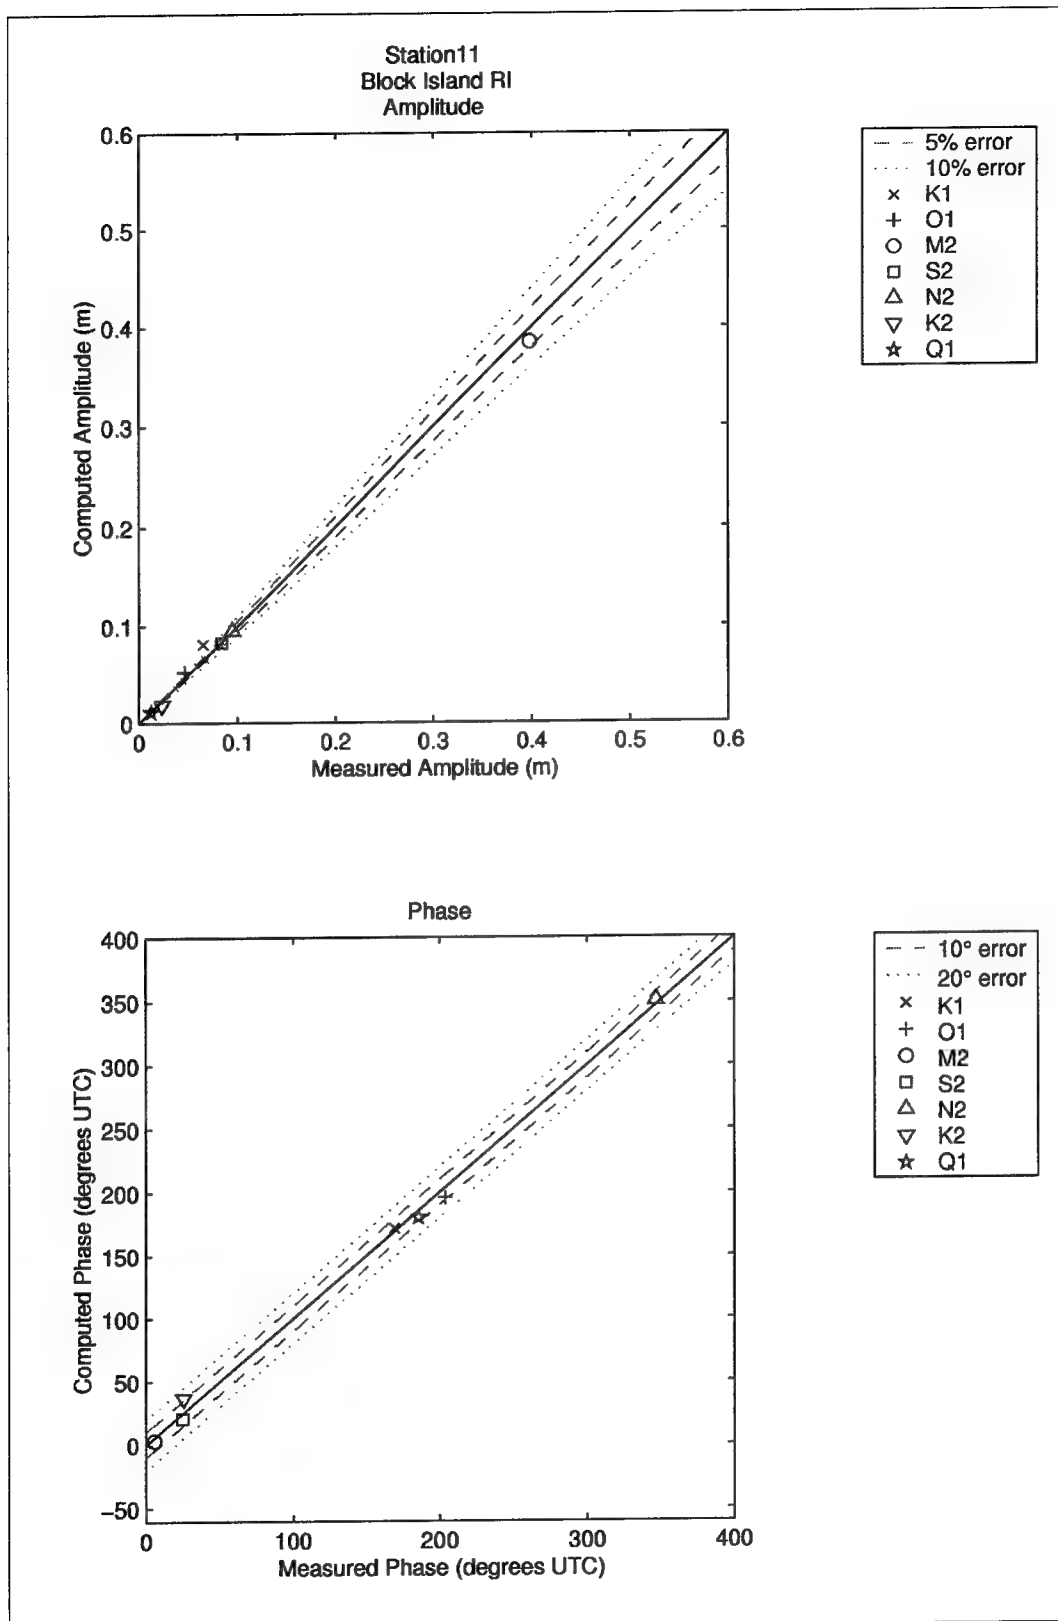 Station11
Block Island RI
Amplitude
0.6
0.5
0.4
0.3
0.2
0.1
0
Computed Amplitude (m)
0 0.1 0.2 0.3 0.4 0.5 0.6
Measured Amplitude (m)
5% error
10% error
K1
O1
M2
S2
N2
K2
Q1
Phase
400
350
300
250
200
150
100
50
0
−50
Computed Phase (degrees UTC)
0 100 200 300 400
Measured Phase (degrees UTC)
10° error
20° error
K1
O1
M2
S2
N2
K2
Q1